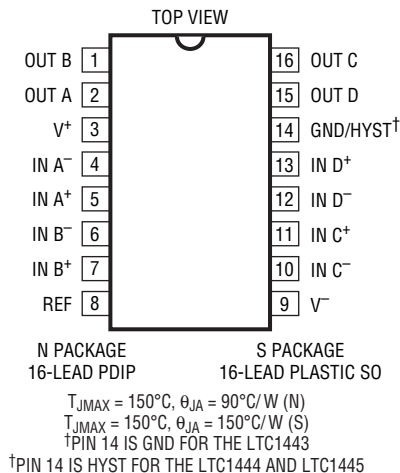 TOP VIEW
OUT B 1
OUT A 2
V+ 3
IN A– 4
IN A+ 5
IN B– 6
IN B+ 7
REF 8
16 OUT C
15 OUT D
14 GND/HYST†
13 IN D+
12 IN D–
11 IN C+
10 IN C–
9 V–
N PACKAGE
16-LEAD PDIP
S PACKAGE
16-LEAD PLASTIC SO
TJMAX = 150°C, θJA = 90°C/ W (N)
TJMAX = 150°C, θJA = 150°C/ W (S)
†PIN 14 IS GND FOR THE LTC1443
†PIN 14 IS HYST FOR THE LTC1444 AND LTC1445